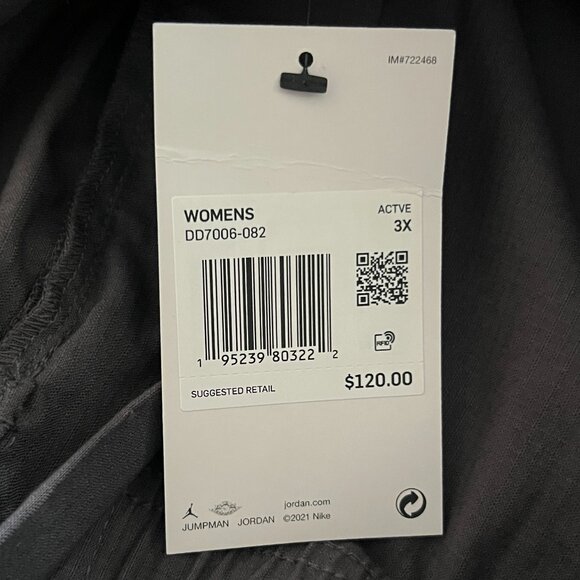 IM#722468
WOMENS ACTVE
DD7006-082 3X
RFID
1 95239 80322 2
SUGGESTED RETAIL $120.00
jordan.com
JUMPMAN JORDAN ©2021 Nike